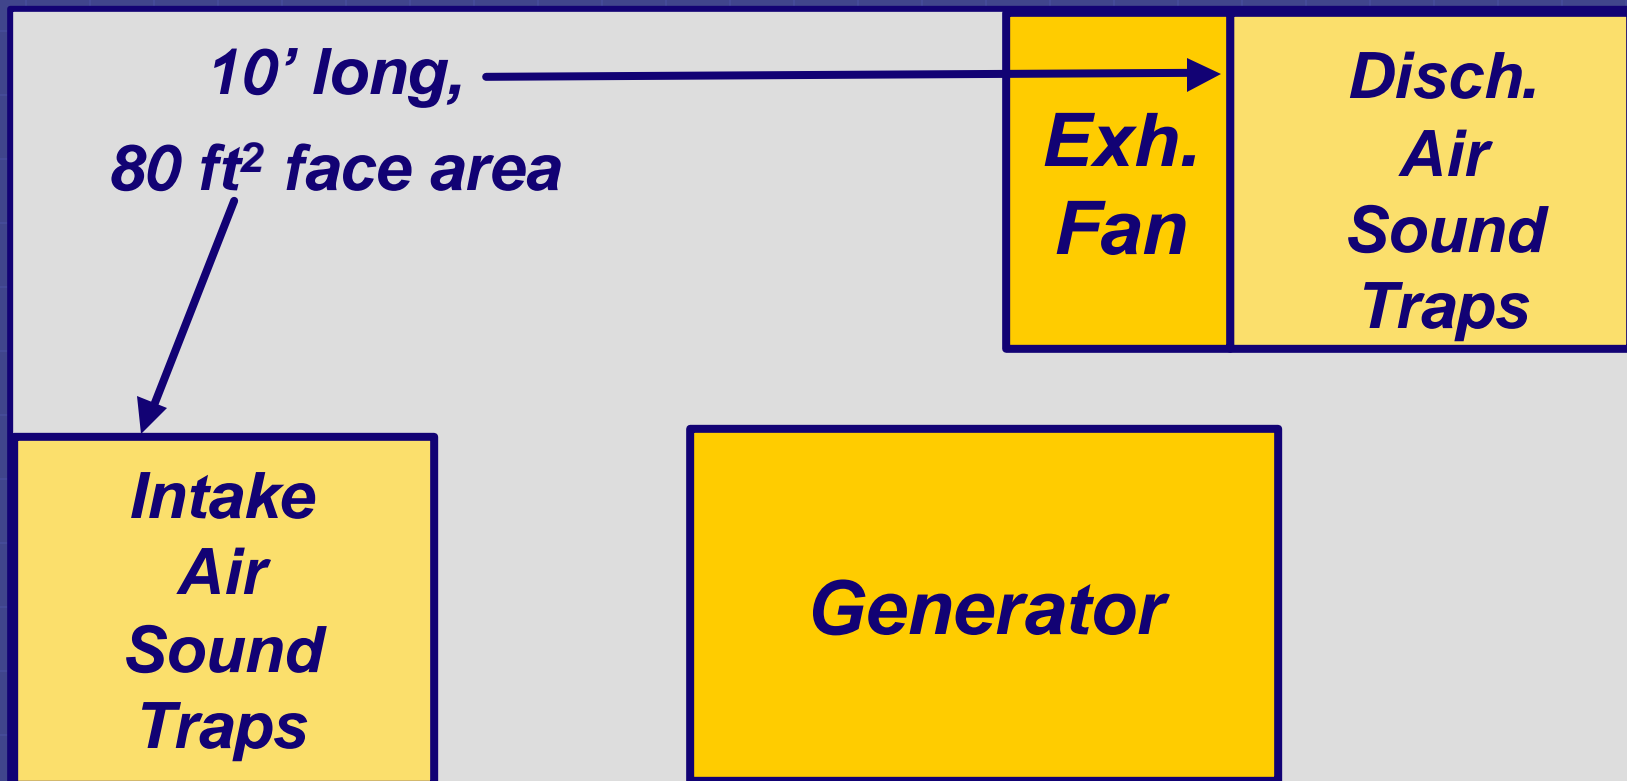 10’ long,
80 ft² face area
Exh.
Fan
Disch.
Air
Sound
Traps
Intake
Air
Sound
Traps
Generator